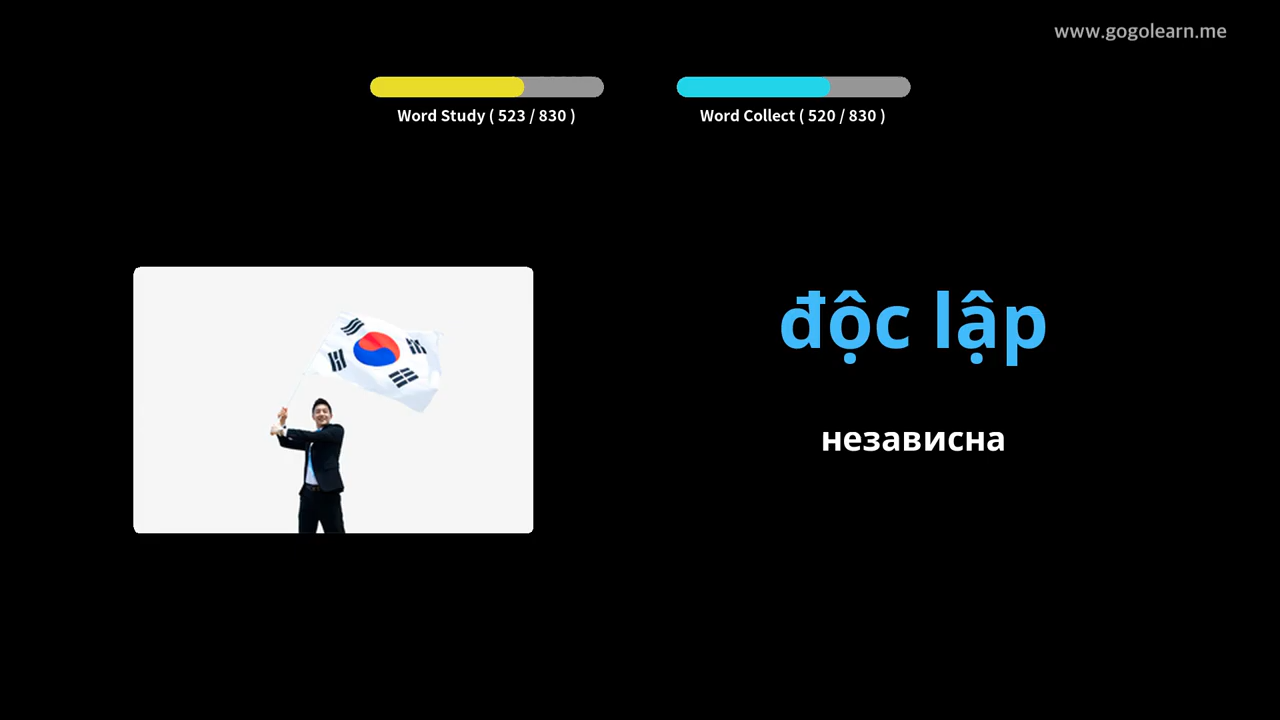 www.gogolearn.me
Word Study ( 523 / 830 )
Word Collect ( 520 / 830 )
độc lập
независна